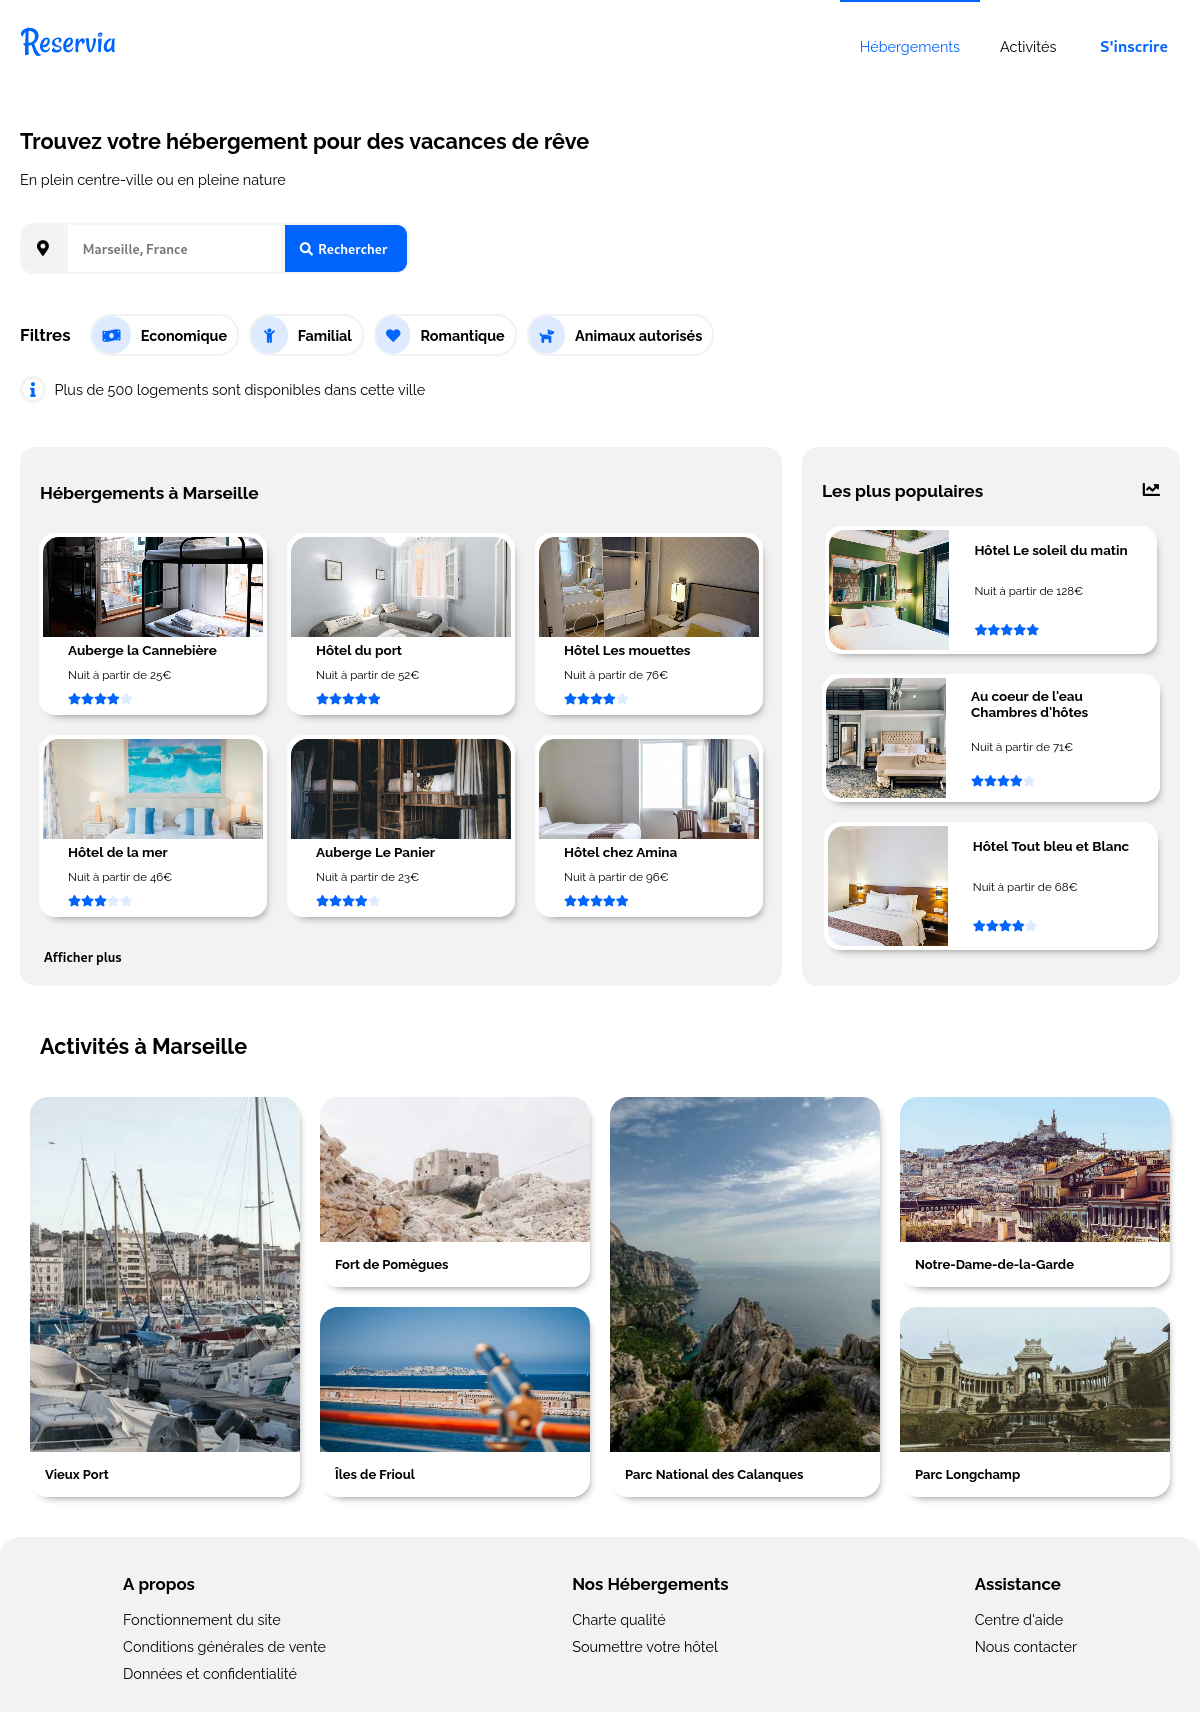 Reservia
Hébergements
Activités
S'inscrire
Trouvez votre hébergement pour des vacances de rêve
En plein centre-ville ou en pleine nature
Marseille, France
Rechercher
Filtres
Economique
Familial
Romantique
Animaux autorisés
Plus de 500 logements sont disponibles dans cette ville
Hébergements à Marseille
Auberge la Cannebière
Nuit à partir de 25€
Hôtel du port
Nuit à partir de 52€
Hôtel Les mouettes
Nuit à partir de 76€
Hôtel de la mer
Nuit à partir de 46€
Auberge Le Panier
Nuit à partir de 23€
Hôtel chez Amina
Nuit à partir de 96€
Afficher plus
Les plus populaires
Hôtel Le soleil du matin
Nuit à partir de 128€
Au coeur de l'eau
Chambres d'hôtes
Nuit à partir de 71€
Hôtel Tout bleu et Blanc
Nuit à partir de 68€
Activités à Marseille
Vieux Port
Fort de Pomègues
Îles de Frioul
Parc National des Calanques
Notre-Dame-de-la-Garde
Parc Longchamp
A propos
Fonctionnement du site
Conditions générales de vente
Données et confidentialité
Nos Hébergements
Charte qualité
Soumettre votre hôtel
Assistance
Centre d'aide
Nous contacter